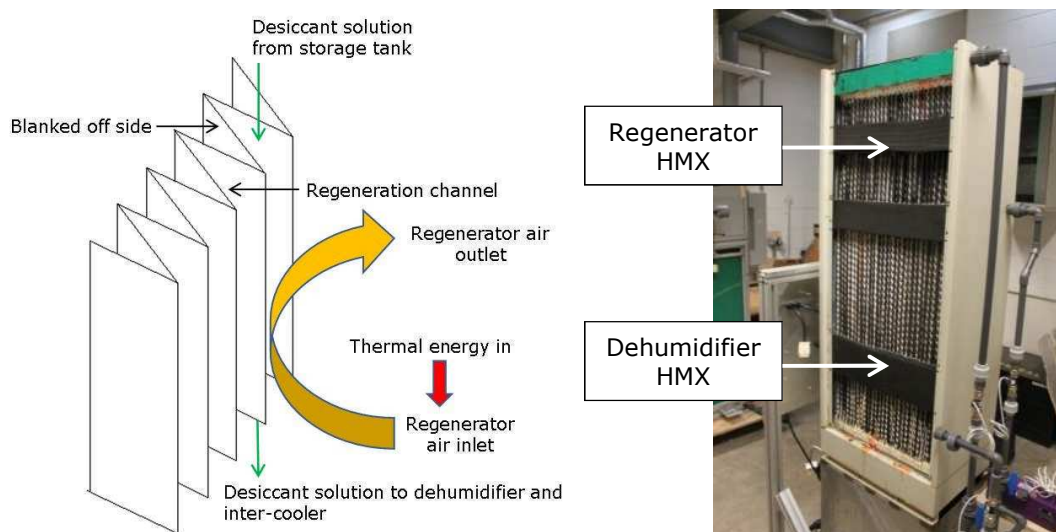 Desiccant solution
from storage tank
Blanked off side
Regeneration channel
Regenerator air
outlet
Thermal energy in
Regenerator
air inlet
Desiccant solution to dehumidifier and
inter-cooler
Regenerator
HMX
Dehumidifier
HMX